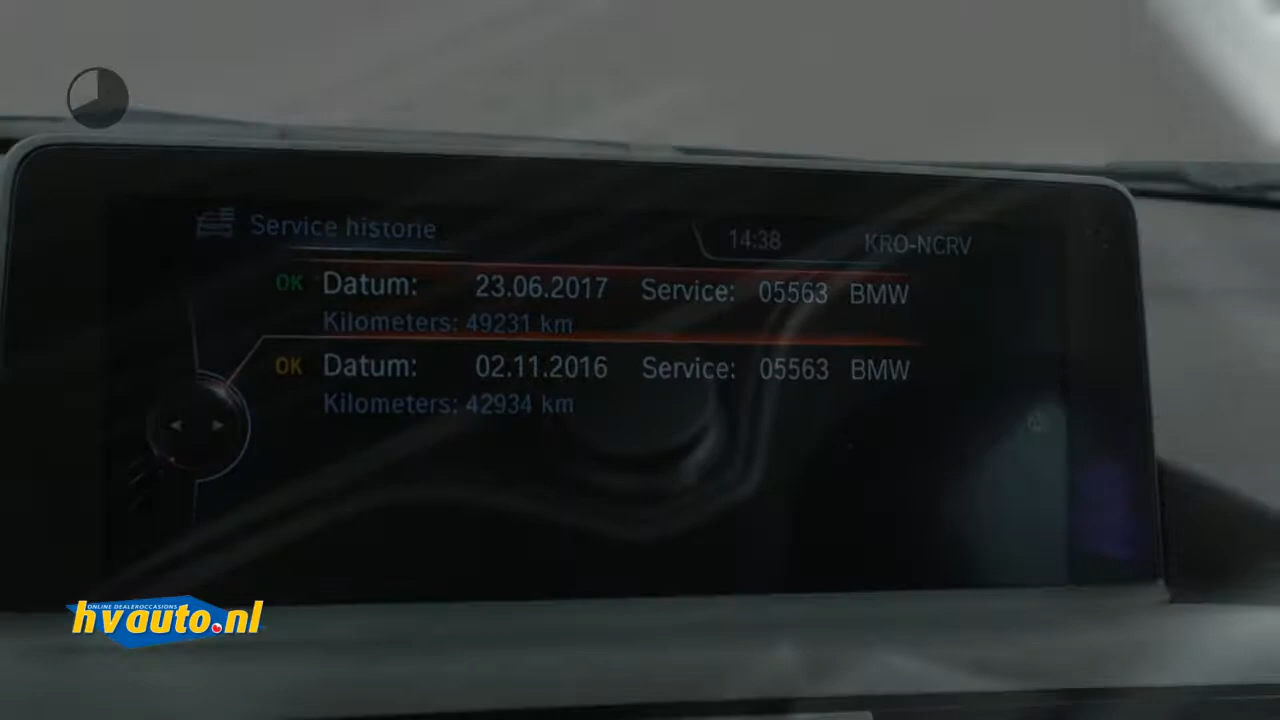 Service historie 14:38 KRO-NCRV
OK Datum: 23.06.2017 Service: 05563 BMW
Kilometers: 49231 km
OK Datum: 02.11.2016 Service: 05563 BMW
Kilometers: 42934 km
ONLINE DEALEROCCASIONS
hvauto.nl